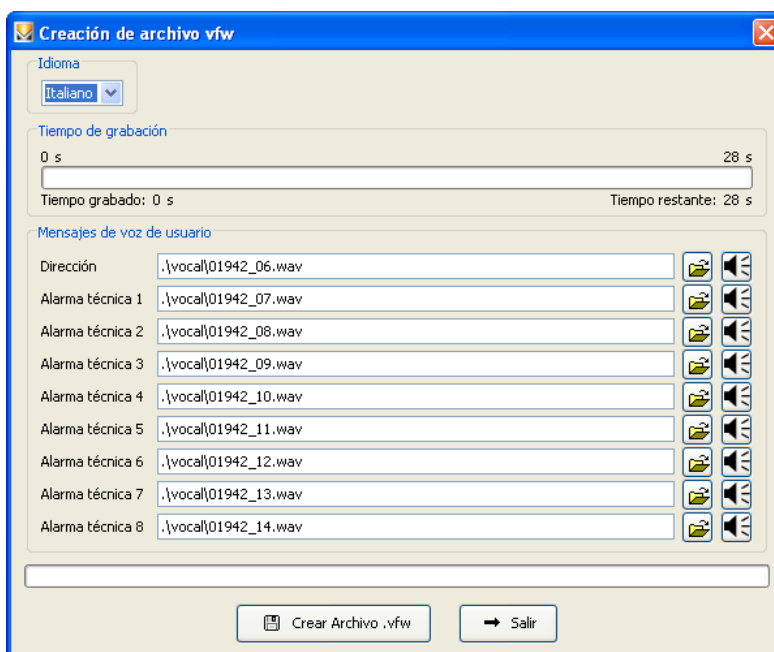 Creación de archivo vfw
Idioma
Italiano
Tiempo de grabación
0 s 28 s
Tiempo grabado: 0 s Tiempo restante: 28 s
Mensajes de voz de usuario
Dirección .\vocal\01942_06.wav
Alarma técnica 1 .\vocal\01942_07.wav
Alarma técnica 2 .\vocal\01942_08.wav
Alarma técnica 3 .\vocal\01942_09.wav
Alarma técnica 4 .\vocal\01942_10.wav
Alarma técnica 5 .\vocal\01942_11.wav
Alarma técnica 6 .\vocal\01942_12.wav
Alarma técnica 7 .\vocal\01942_13.wav
Alarma técnica 8 .\vocal\01942_14.wav
Crear Archivo .vfw Salir